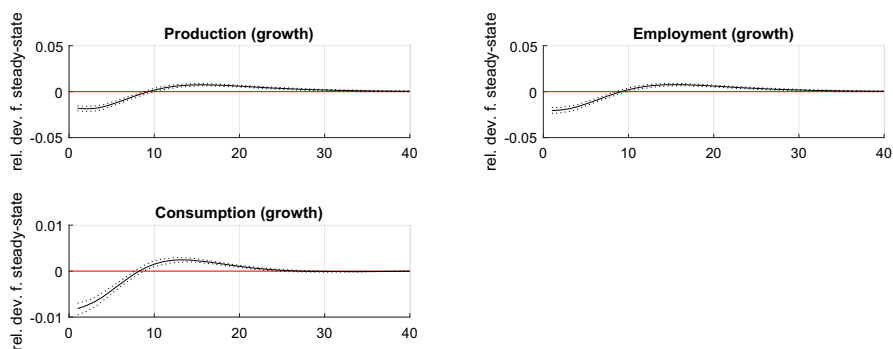 Production (growth)
rel. dev. f. steady-state
0.05
0
-0.05
0 10 20 30 40
Employment (growth)
rel. dev. f. steady-state
0.05
0
-0.05
0 10 20 30 40
Consumption (growth)
rel. dev. f. steady-state
0.01
0
-0.01
0 10 20 30 40